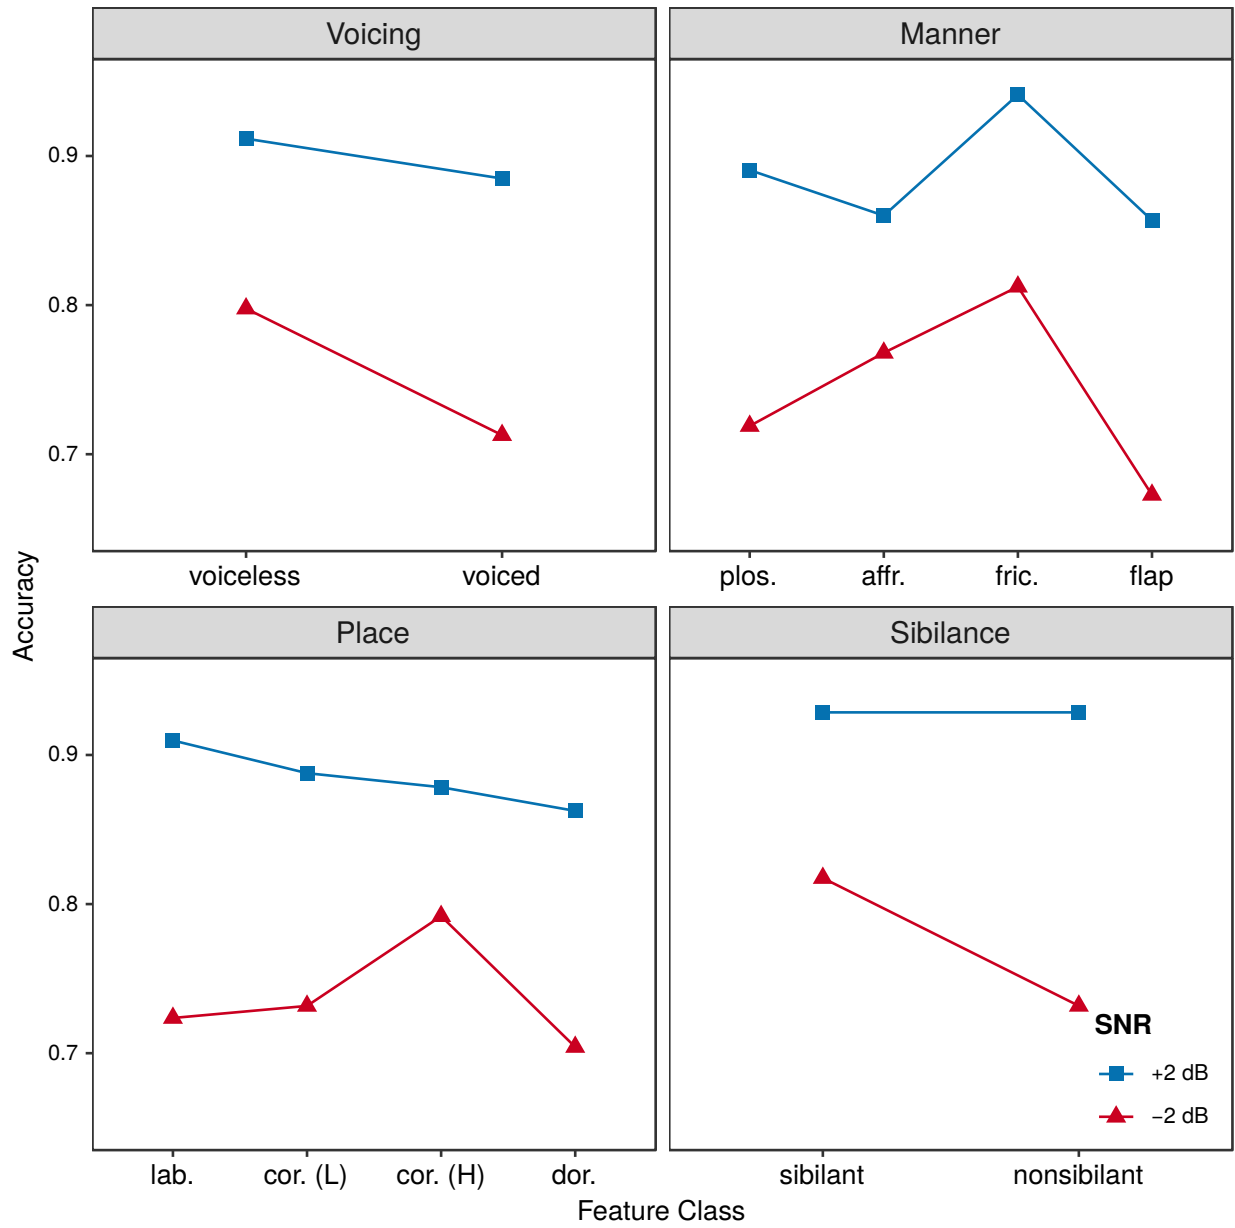 Voicing
Manner
0.9
0.8
0.7
voiceless voiced
plos. affr. fric. flap
Accuracy
Place
Sibilance
0.9
0.8
0.7
SNR
+2 dB
−2 dB
lab. cor. (L) cor. (H) dor.
sibilant nonsibilant
Feature Class